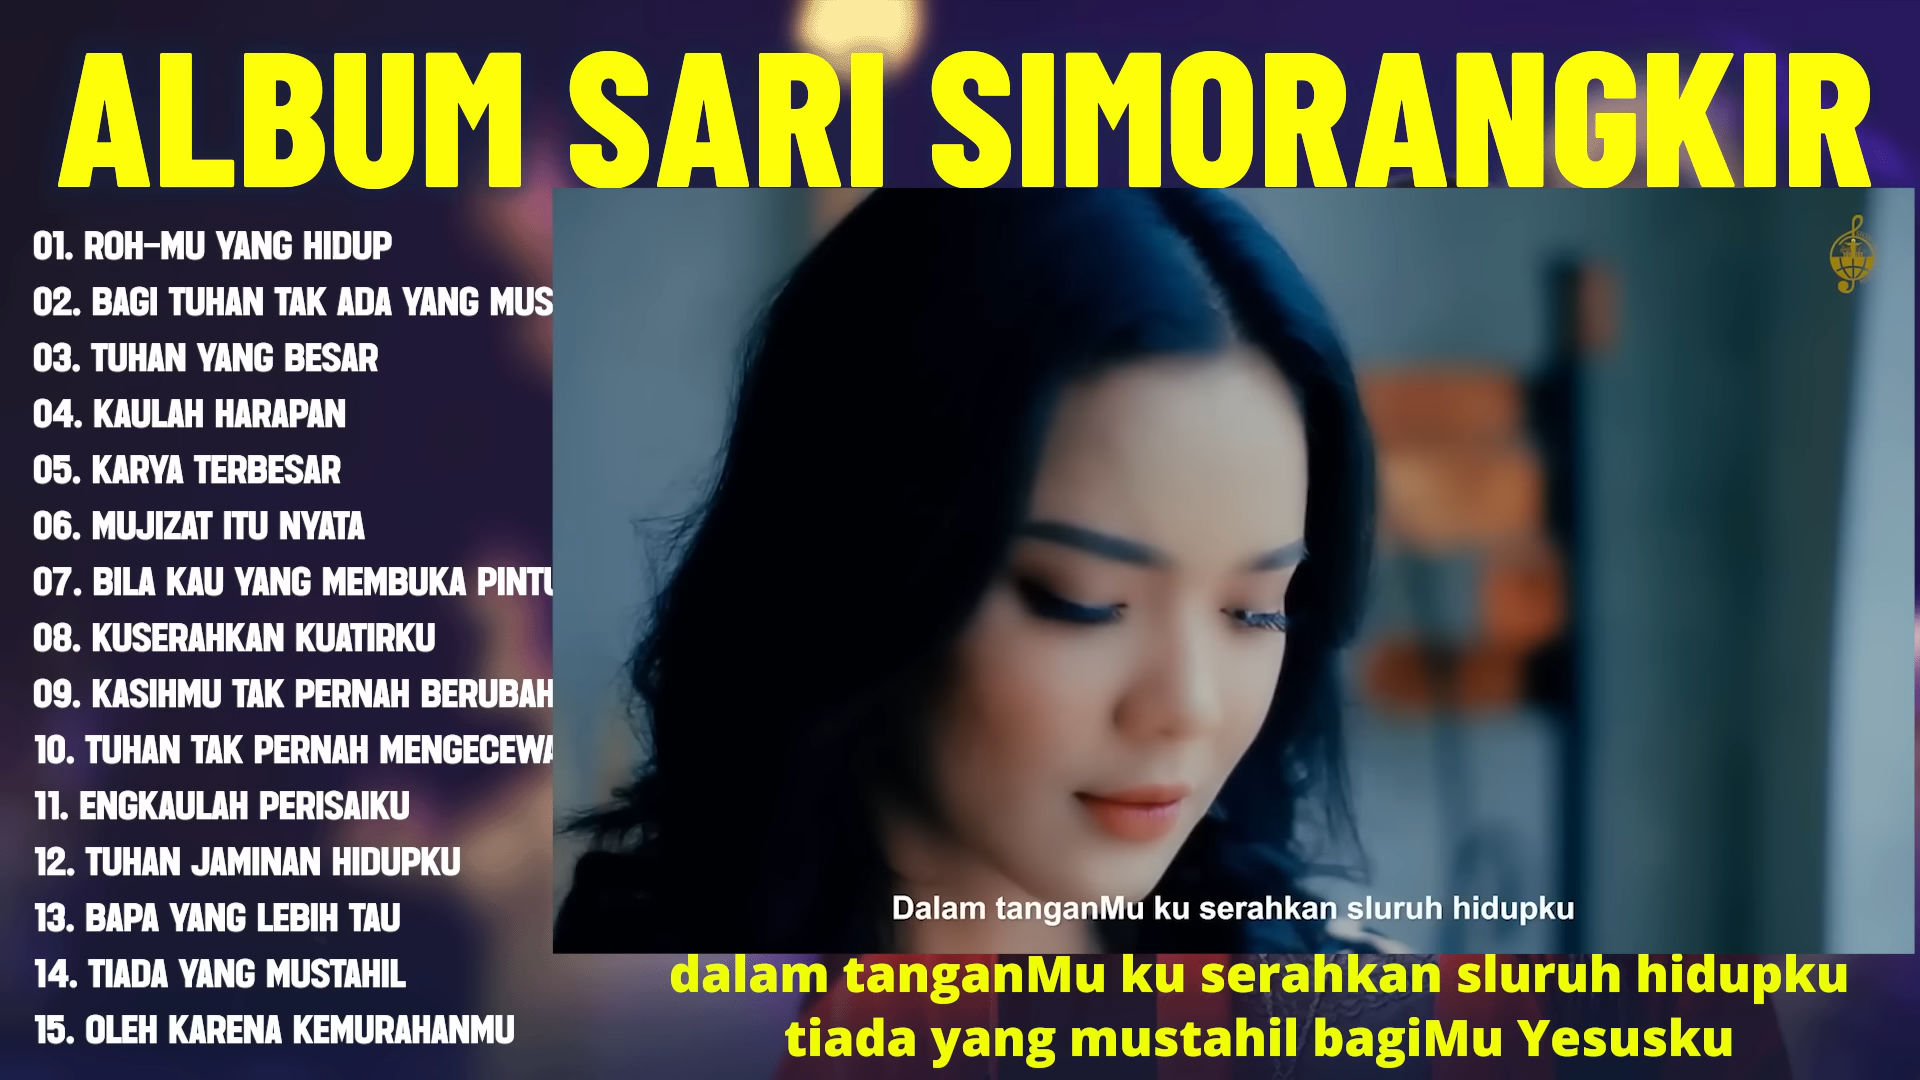 ALBUM SARI SIMORANGKIR
01. ROH-MU YANG HIDUP
02. BAGI TUHAN TAK ADA YANG MUS
03. TUHAN YANG BESAR
04. KAULAH HARAPAN
05. KARYA TERBESAR
06. MUJIZAT ITU NYATA
07. BILA KAU YANG MEMBUKA PINTU
08. KUSERAHKAN KUATIRKU
09. KASIHMU TAK PERNAH BERUBAH
10. TUHAN TAK PERNAH MENGECEWA
11. ENGKAULAH PERISAIKU
12. TUHAN JAMINAN HIDUPKU
13. BAPA YANG LEBIH TAU
14. TIADA YANG MUSTAHIL
15. OLEH KARENA KEMURAHANMU
Dalam tanganMu ku serahkan sluruh hidupku
dalam tanganMu ku serahkan sluruh hidupku
tiada yang mustahil bagiMu Yesusku